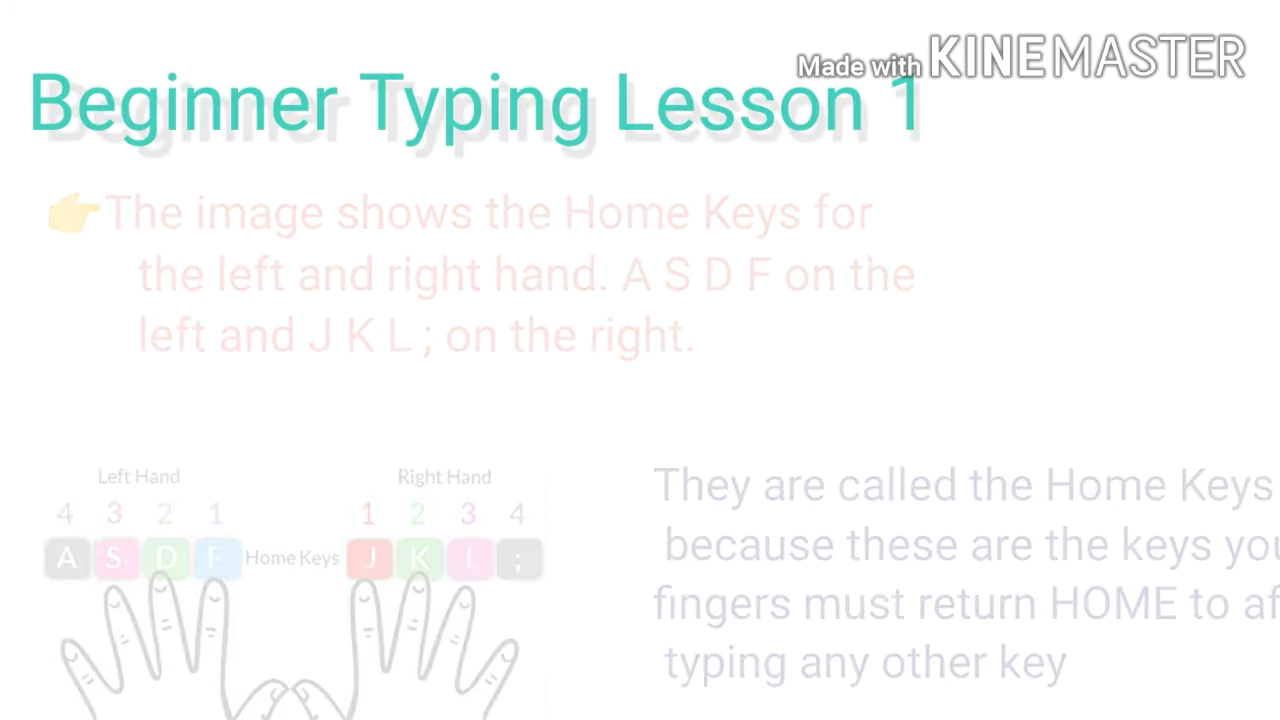 Made with KINEMASTER
Beginner Typing Lesson 1
👉The image shows the Home Keys for
the left and right hand. A S D F on the
left and J K L ; on the right.
Left Hand
Right Hand
4 3 2 1
1 2 3 4
A S D F Home Keys J K L ;
They are called the Home Keys
because these are the keys
fingers must return HOME to
typing any other key